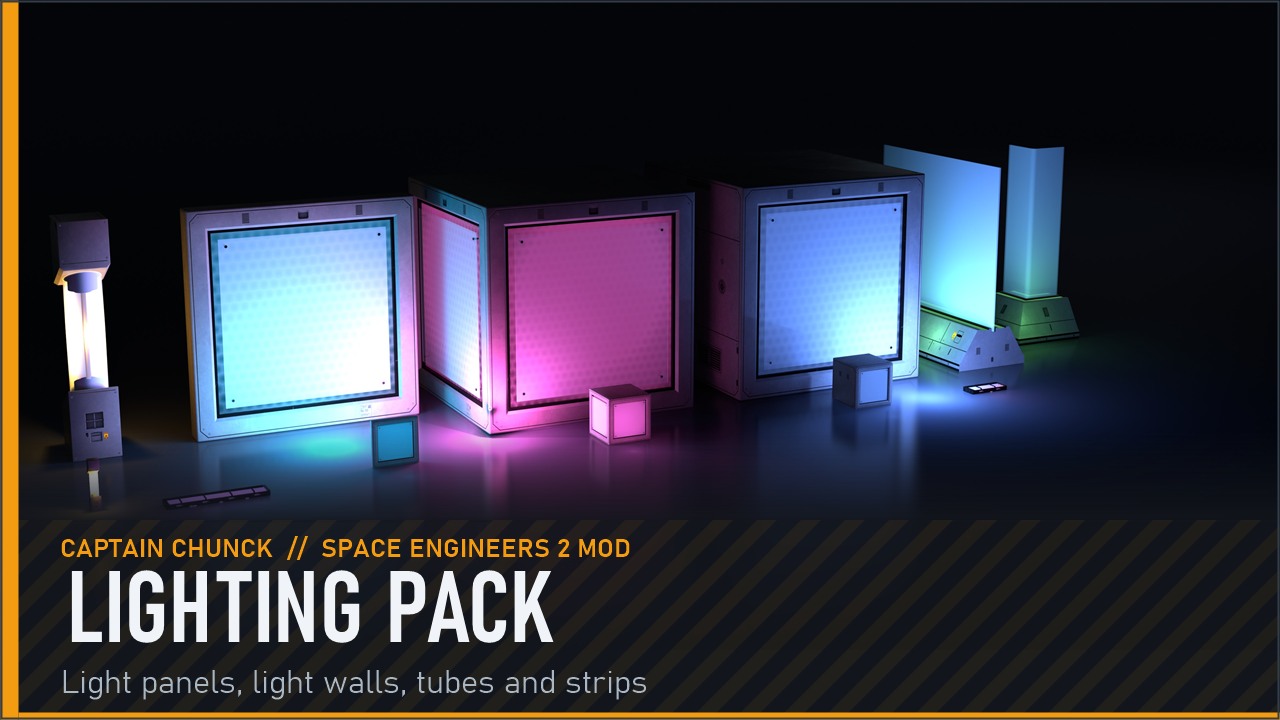 CAPTAIN CHUNCK // SPACE ENGINEERS 2 MOD
LIGHTING PACK
Light panels, light walls, tubes and strips